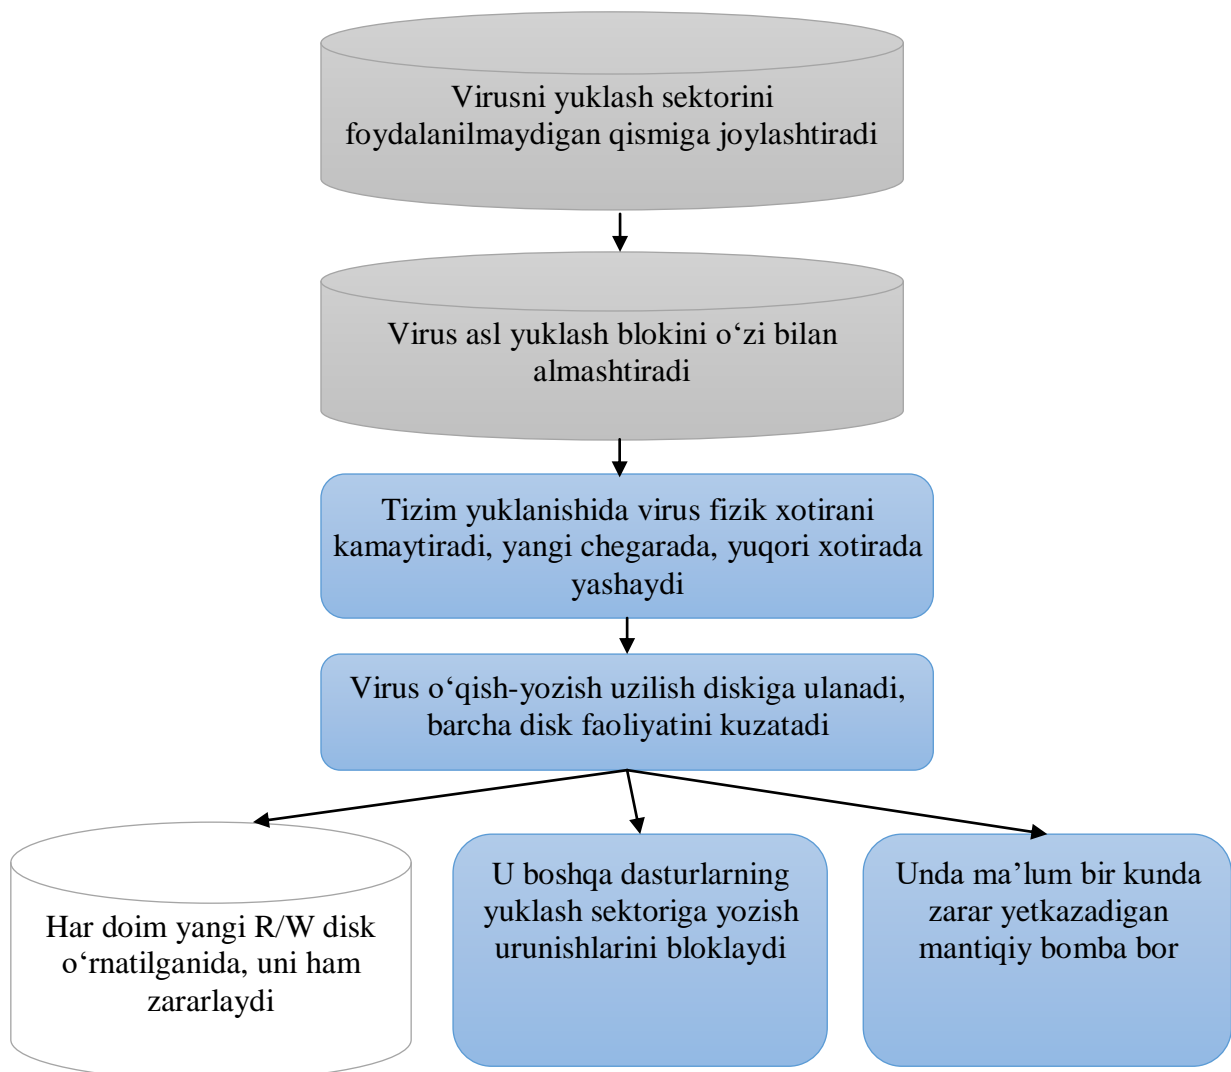 Virusni yuklash sektorini
foydalanilmaydigan qismiga joylashtiradi
Virus asl yuklash blokini o‘zi bilan
almashtiradi
Tizim yuklanishida virus fizik xotirani
kamaytiradi, yangi chegarada, yuqori xotirada
yashaydi
Virus o‘qish-yozish uzilish diskiga ulanadi,
barcha disk faoliyatini kuzatadi
Har doim yangi R/W disk
o‘rnatilganida, uni ham
zararlaydi
U boshqa dasturlarning
yuklash sektoriga yozish
urunishlarini bloklaydi
Unda ma’lum bir kunda
zarar yetkazadigan
mantiqiy bomba bor